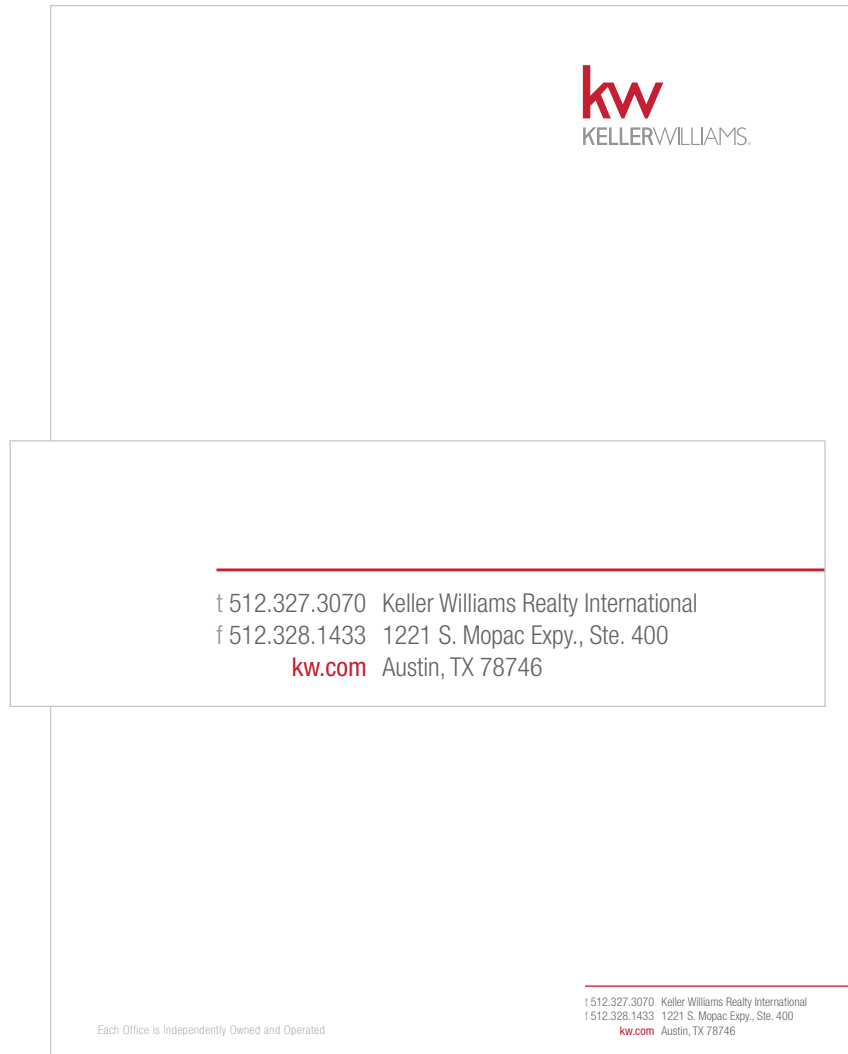 kw
KELLERWILLIAMS®
t 512.327.3070 Keller Williams Realty International
f 512.328.1433 1221 S. Mopac Expy., Ste. 400
kw.com Austin, TX 78746
t 512.327.3070 Keller Williams Realty International
f 512.328.1433 1221 S. Mopac Expy., Ste. 400
kw.com Austin, TX 78746
Each Office is Independently Owned and Operated